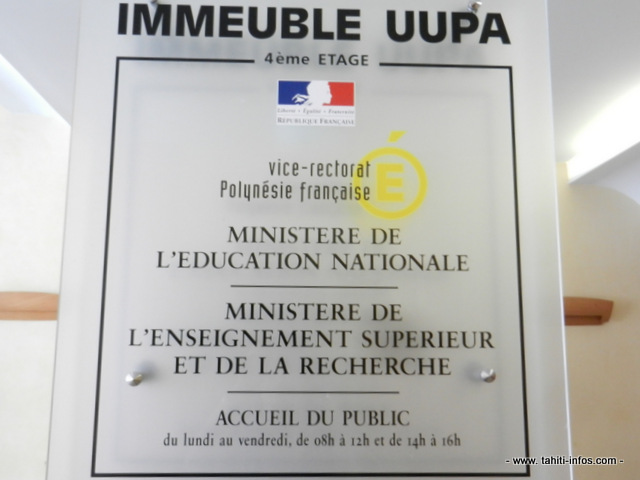 IMMEUBLE UUPA
4ème ETAGE
Liberté • Egalité • Fraternité
RÉPUBLIQUE FRANÇAISE
vice-rectorat
Polynésie française
É
MINISTERE DE
L'EDUCATION NATIONALE
MINISTERE DE
L'ENSEIGNEMENT SUPERIEUR
ET DE LA RECHERCHE
ACCUEIL DU PUBLIC
du lundi au vendredi, de 08h à 12h et de 14h à 16h
- www. tahiti-infos.com -